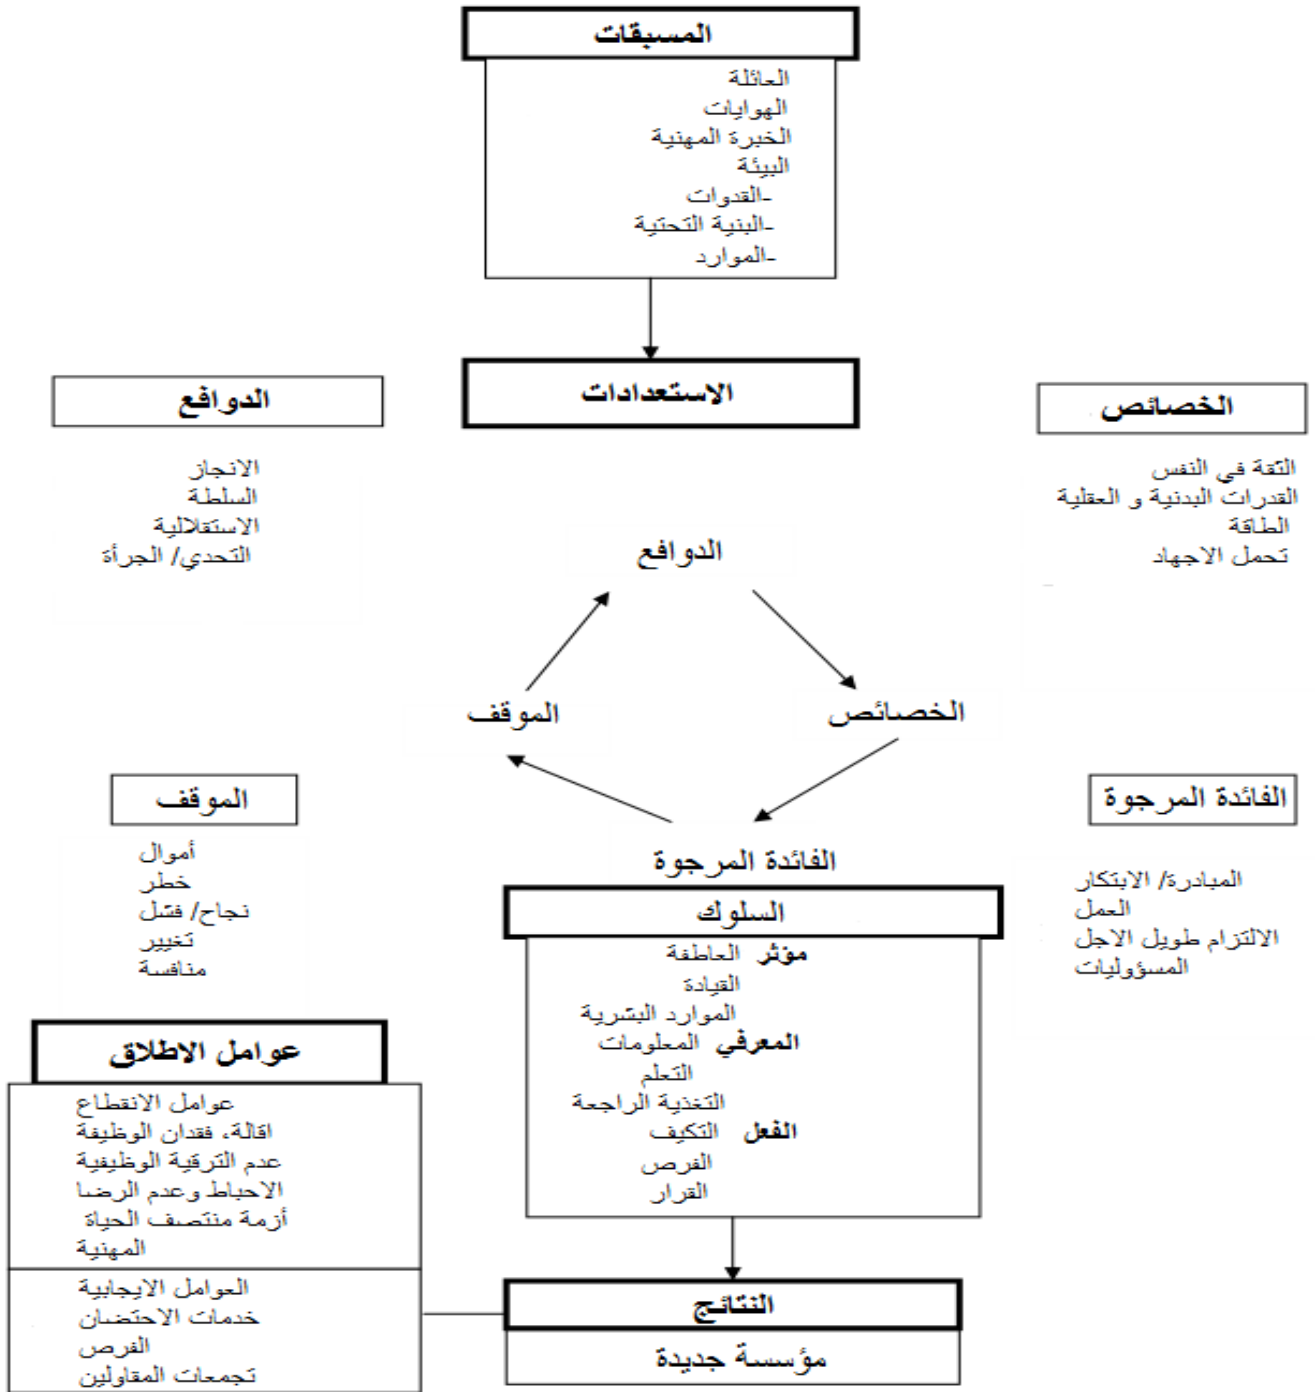 المسبقات
العائلة
الهوايات
الخبرة المهنية
البيئة
-القدوات
-البنية التحتية
-الموارد
الاستعدادات
الخصائص
الثقة في النفس
القدرات البدنية و العقلية
الطاقة
تحمل الاجهاد
الدوافع
الانجاز
السلطة
الاستقلالية
التحدي/ الجرأة
الدوافع
الخصائص
الموقف
الفائدة المرجوة
الفائدة المرجوة
المبادرة/ الابتكار
العمل
الالتزام طويل الاجل
المسؤوليات
الموقف
أموال
خطر
نجاح/ فشل
تغيير
منافسة
السلوك
مؤثر العاطفة
القيادة
الموارد البشرية
المعرفي المعلومات
التعلم
التغذية الراجعة
الفعل التكيف
الفرص
القرار
عوامل الاطلاق
عوامل الانقطاع
اقالة، فقدان الوظيفة
عدم الترقية الوظيفية
الاحباط وعدم الرضا
أزمة منتصف الحياة
المهنية
العوامل الايجابية
خدمات الاحتضان
الفرص
تجمعات المقاولين
النتائج
مؤسسة جديدة